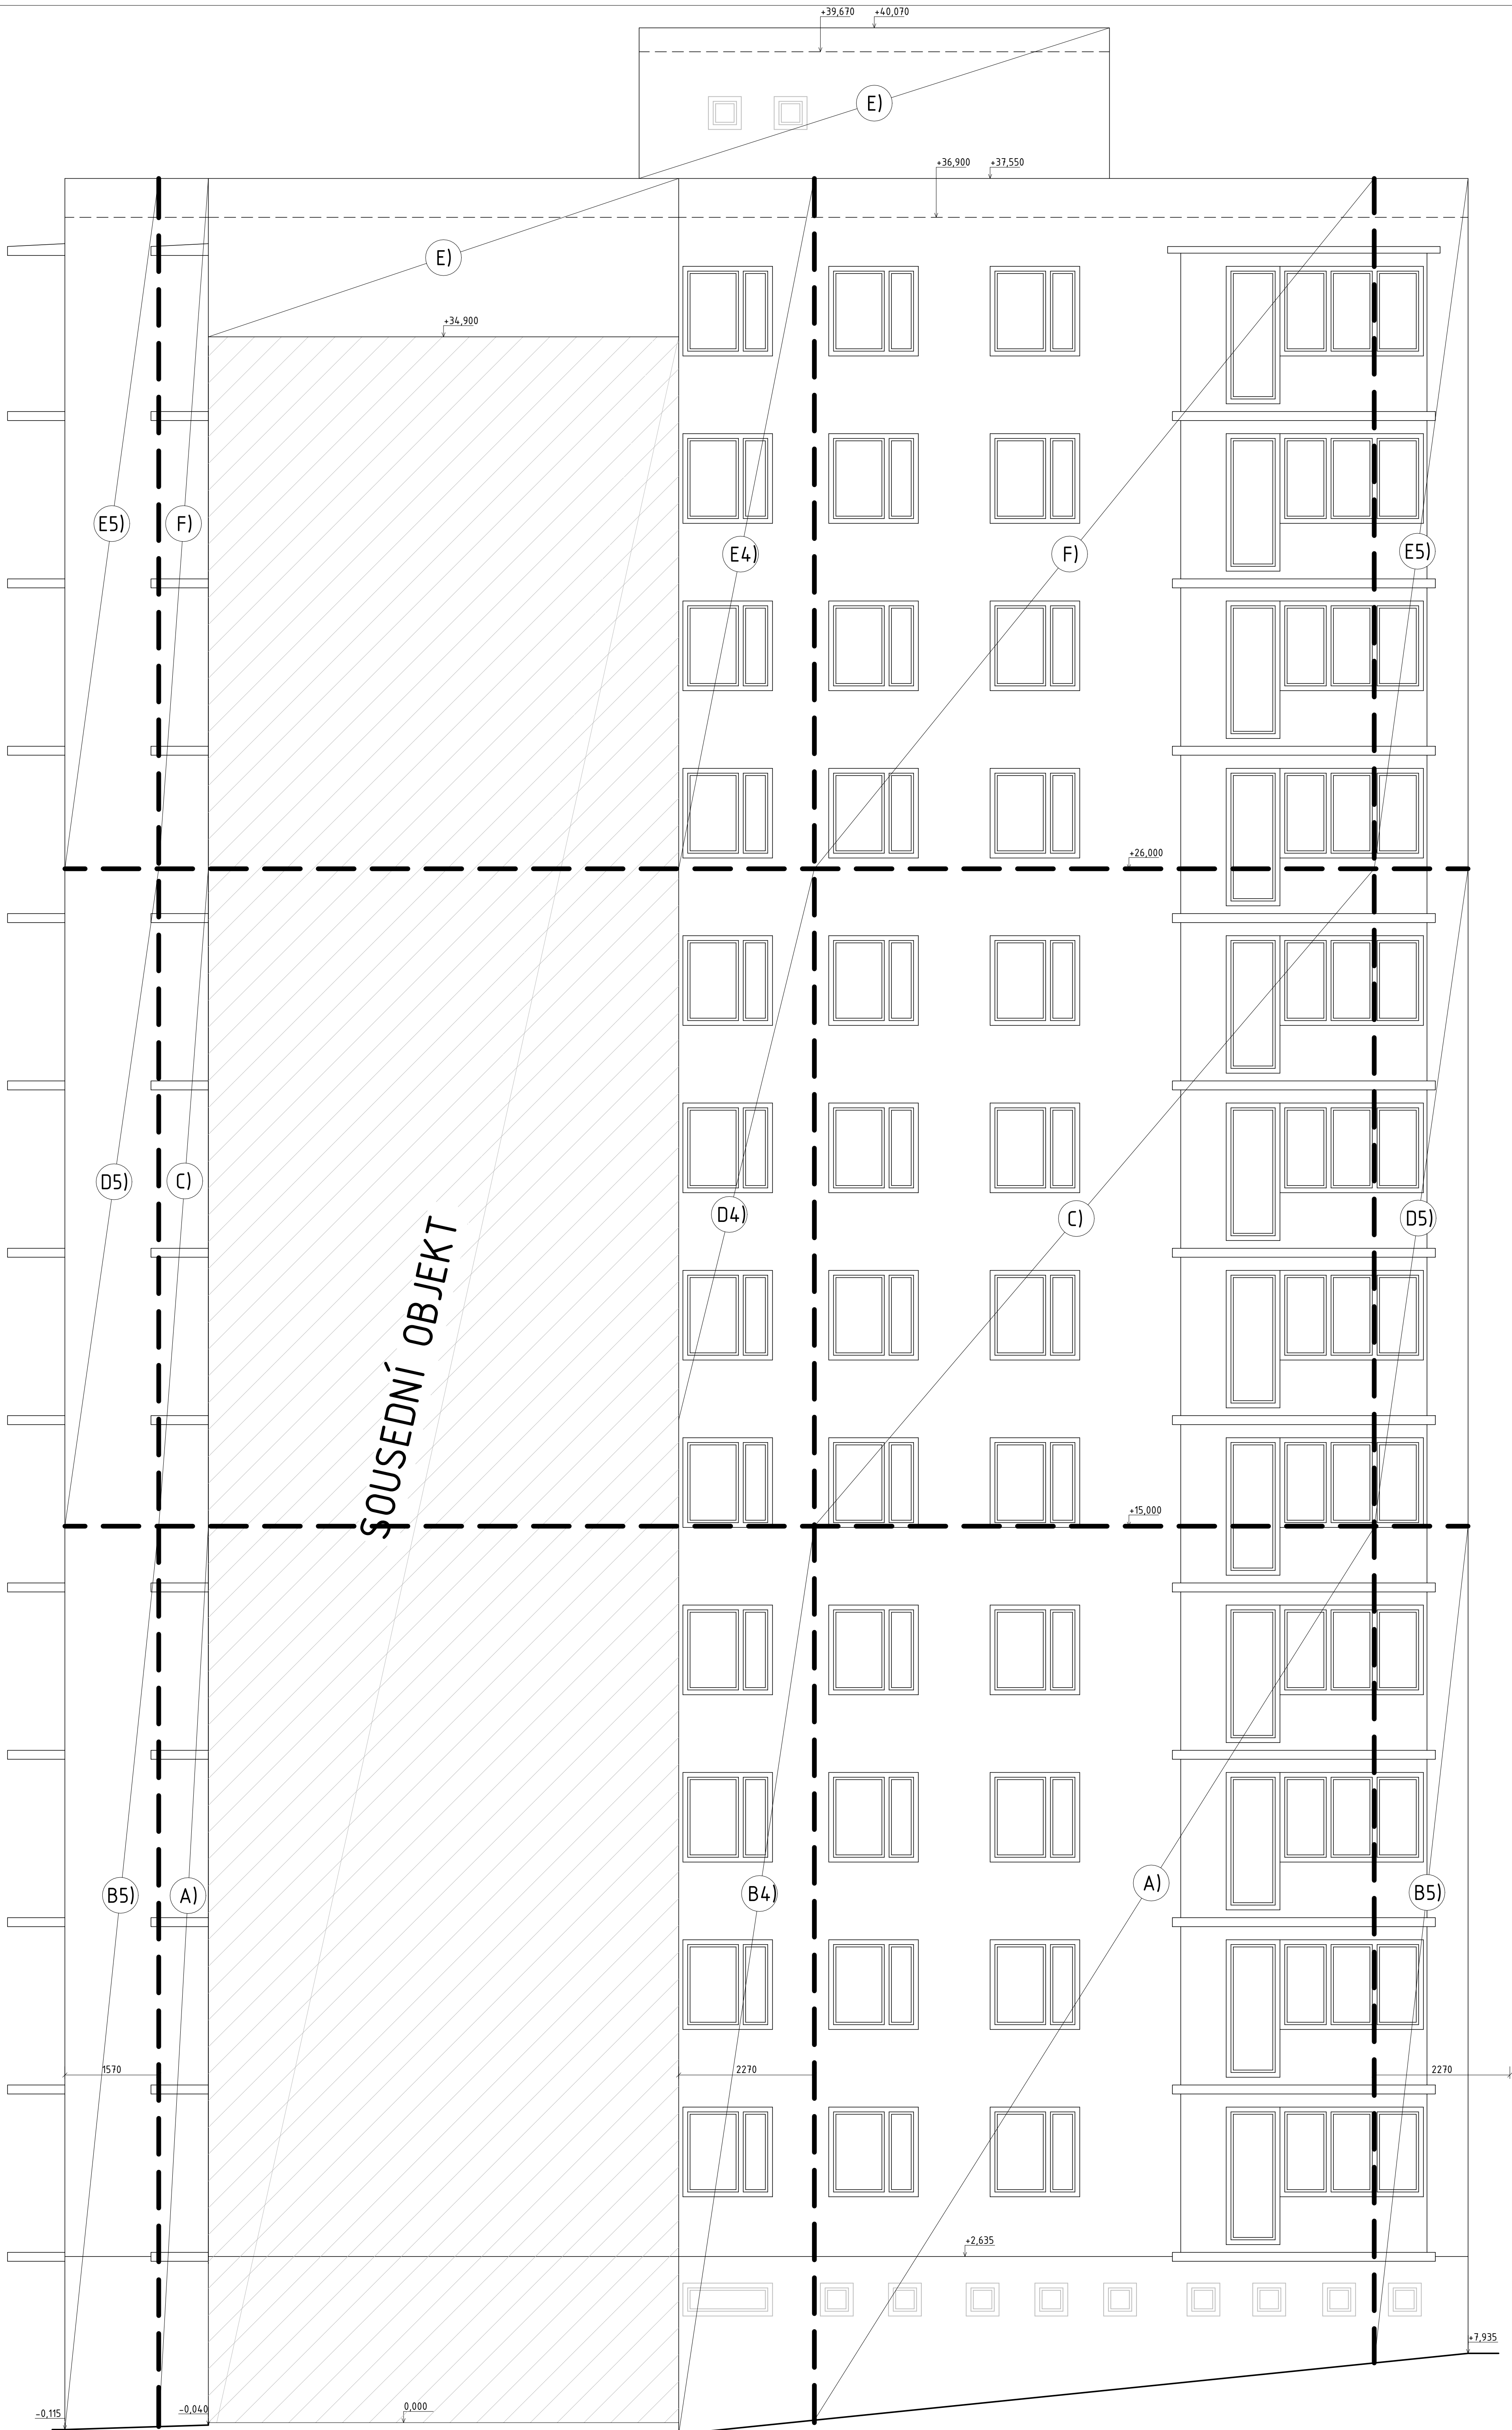 +39,670 +40,070
E)
+36,900 +37,550
E)
+34,900
E5) F) E4) F) E5)
+26,000
D5) C) D4) C) D5)
SOUSEDNÍ OBJEKT
+15,000
B5) A) B4) A) B5)
1570 2270 2270
+2,635
+7,935
-0,115 -0,040 0,000